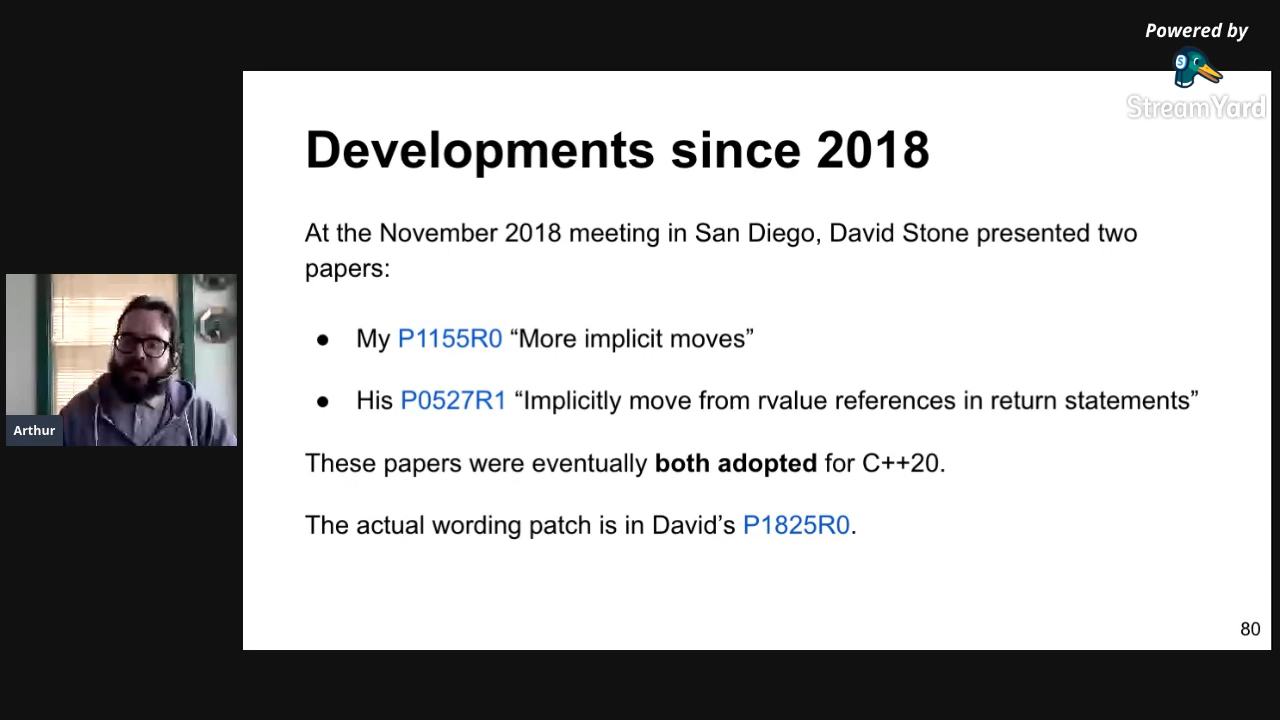 Powered by
StreamYard
Developments since 2018
At the November 2018 meeting in San Diego, David Stone presented two
papers:
● My P1155R0 “More implicit moves”
● His P0527R1 “Implicitly move from rvalue references in return statements”
These papers were eventually both adopted for C++20.
The actual wording patch is in David’s P1825R0.
Arthur
80